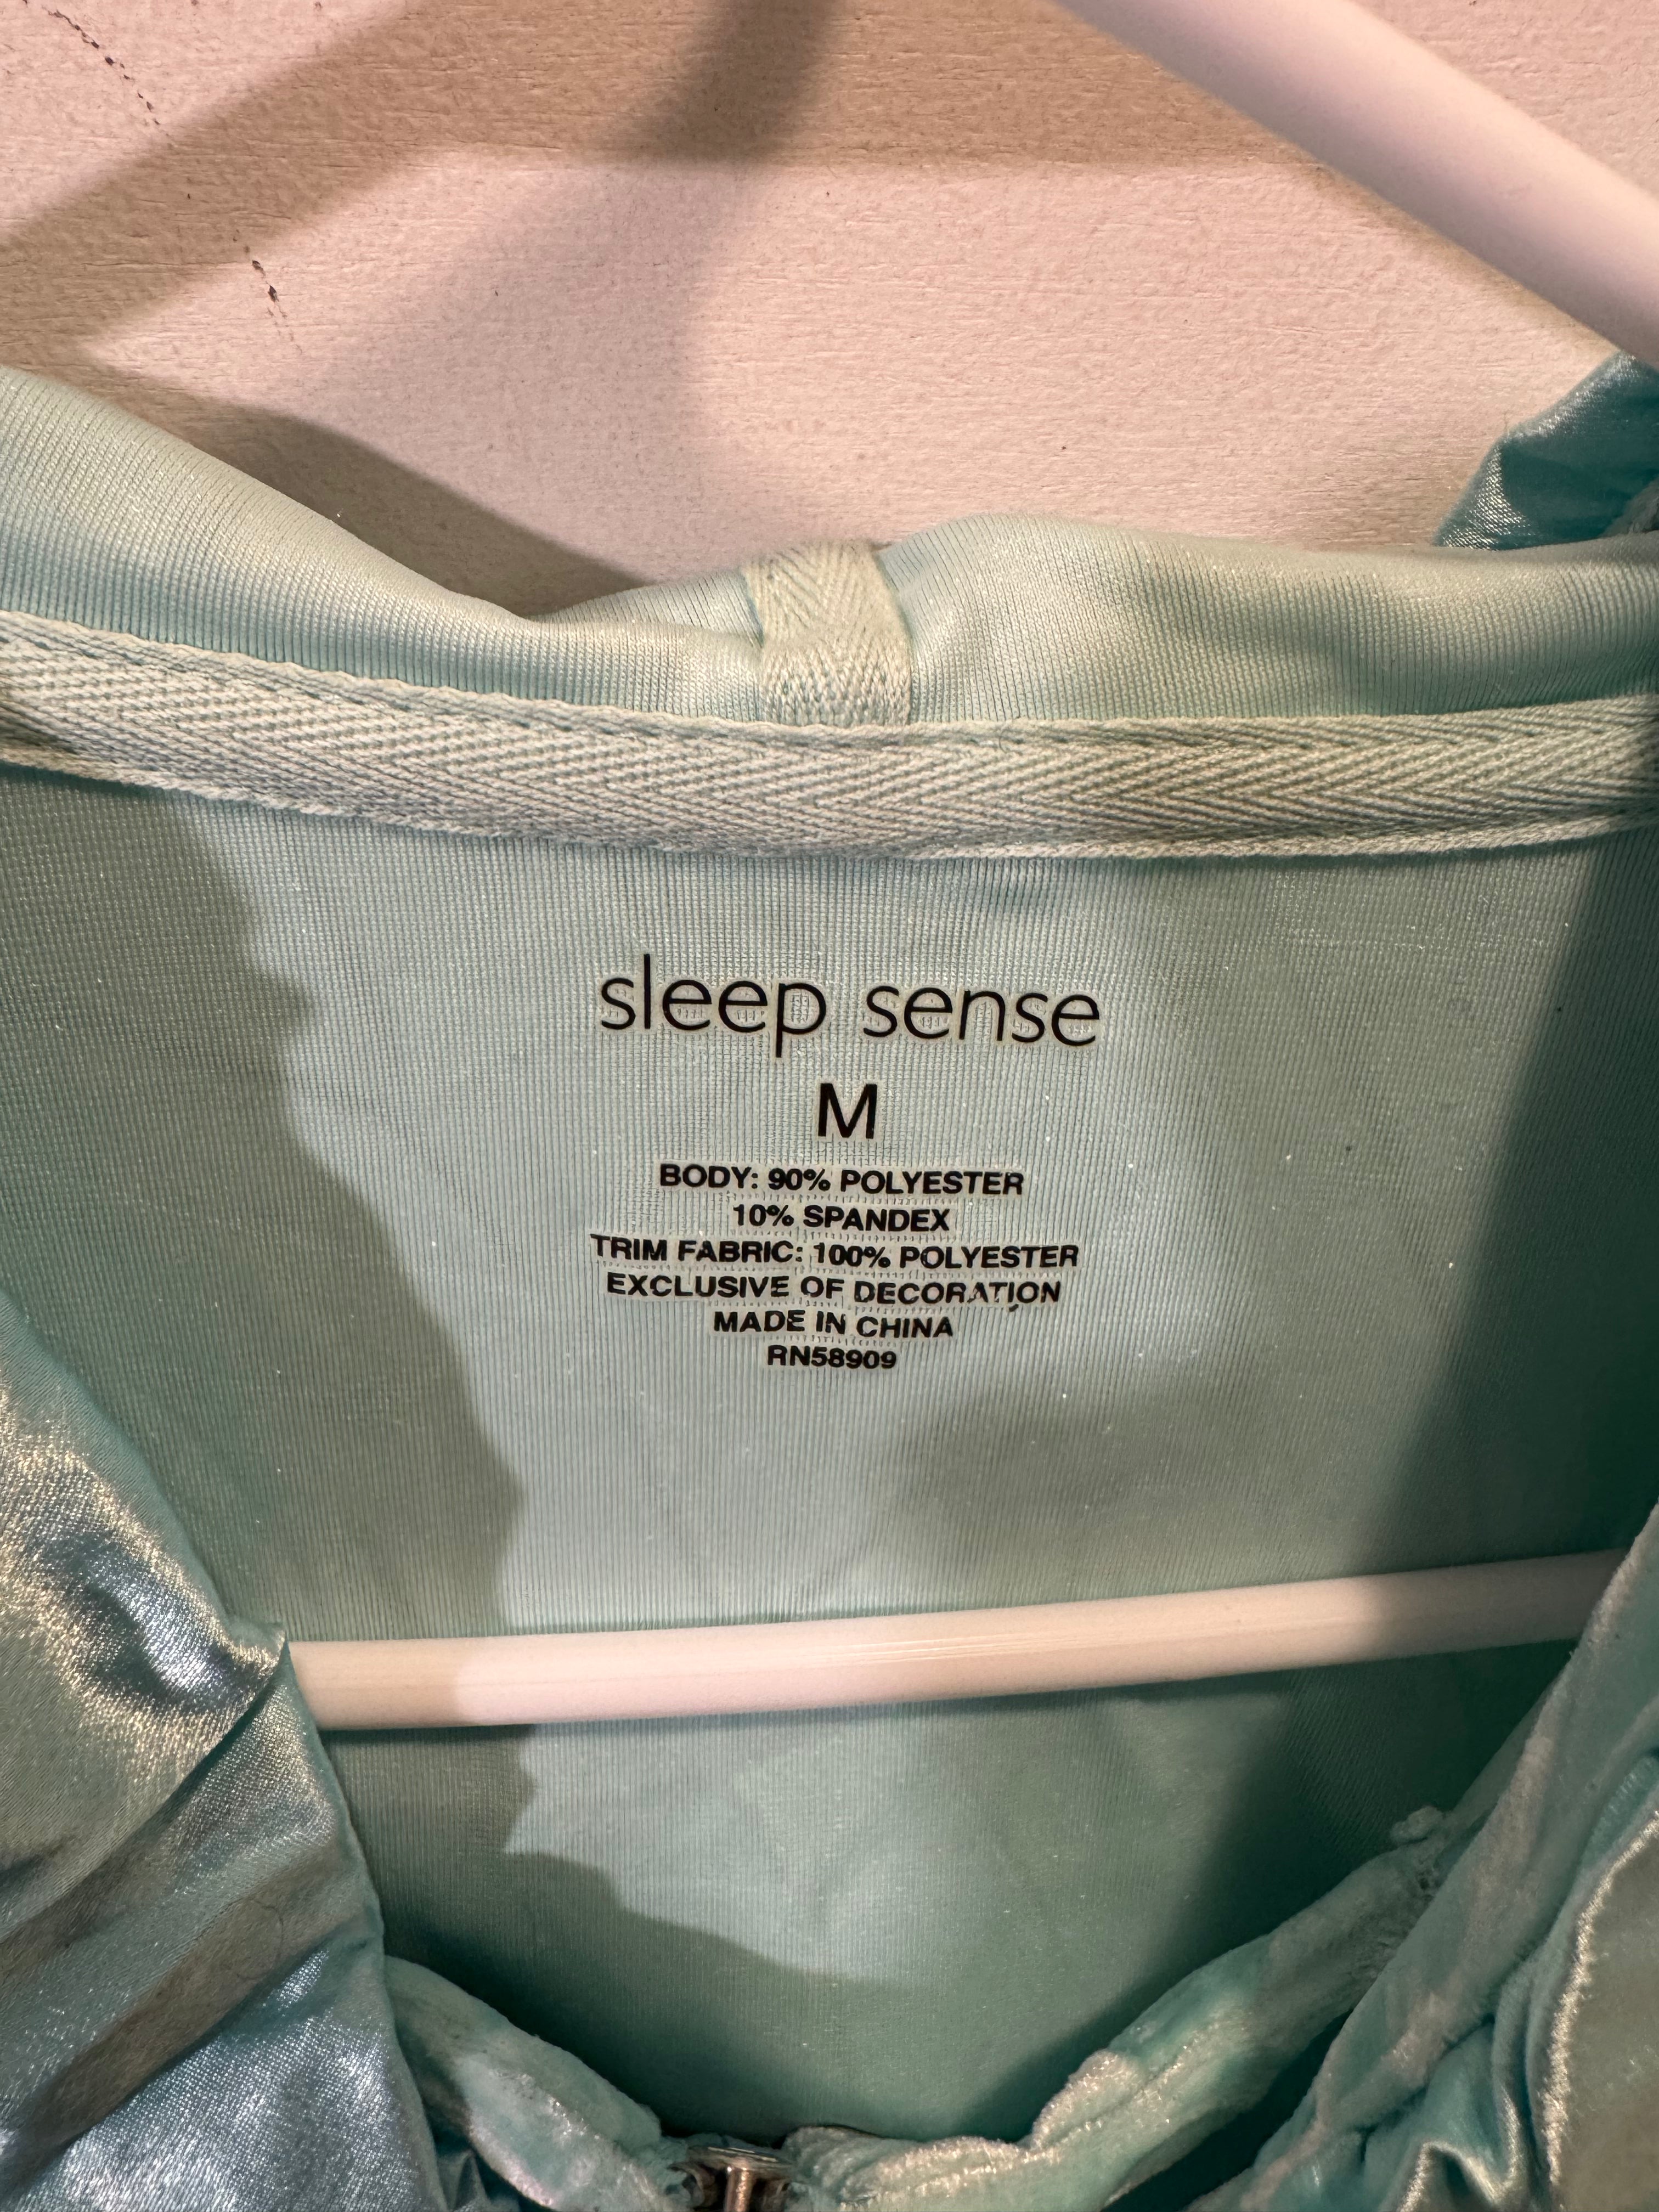 sleep sense
M
BODY: 90% POLYESTER
10% SPANDEX
TRIM FABRIC: 100% POLYESTER
EXCLUSIVE OF DECORATION
MADE IN CHINA
RN58909